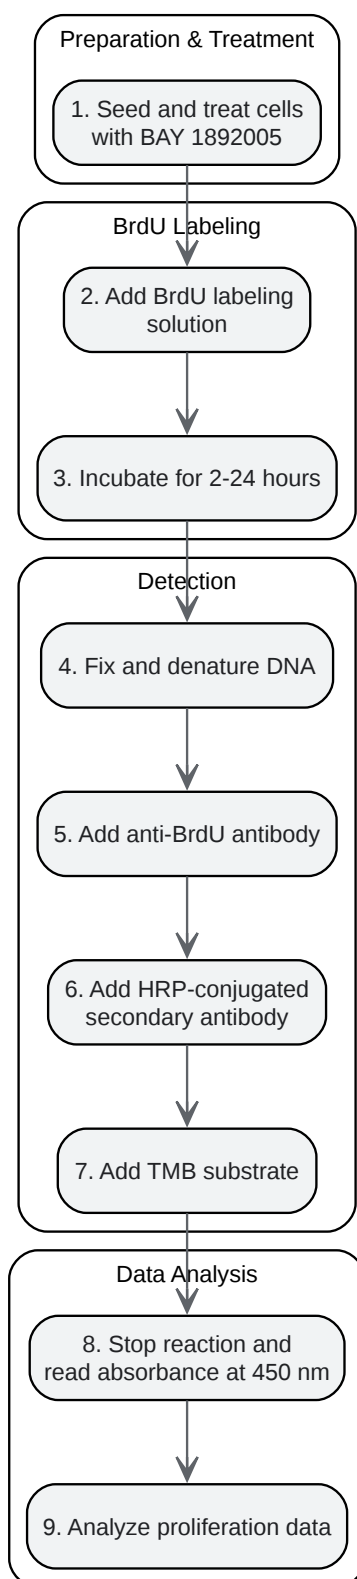 Preparation & Treatment
1. Seed and treat cells
with BAY 1892005
BrdU Labeling
2. Add BrdU labeling
solution
3. Incubate for 2-24 hours
Detection
4. Fix and denature DNA
5. Add anti-BrdU antibody
6. Add HRP-conjugated
secondary antibody
7. Add TMB substrate
Data Analysis
8. Stop reaction and
read absorbance at 450 nm
9. Analyze proliferation data